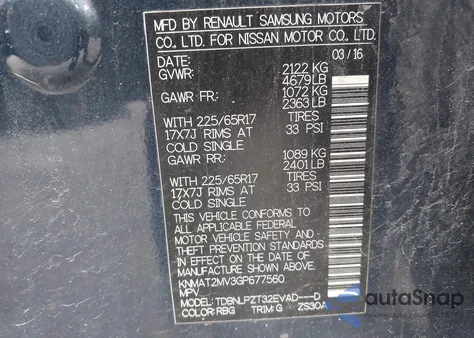 MFD BY RENAULT SAMSUNG MOTORS
CO., LTD. FOR NISSAN MOTOR CO., LTD.
DATE: 03/16
GVWR: 2122 KG
4679 LB
GAWR FR: 1072 KG
2363 LB
WITH 225/65R17 TIRES
17X7J RIMS AT 33 PSI
COLD SINGLE
GAWR RR: 1089 KG
2401 LB
WITH 225/65R17 TIRES
17X7J RIMS AT 33 PSI
COLD SINGLE
THIS VEHICLE CONFORMS TO
ALL APPLICABLE FEDERAL
MOTOR VEHICLE SAFETY
STANDARDS IN EFFECT ON
THE DATE OF MANUFACTURE
SHOWN ABOVE.
KNMAT2MV3GP677560
MPV
MODEL: TDBNLPZT32EVAD----D
COLOR: RBG TRIM: G ZS30A
autoSnap